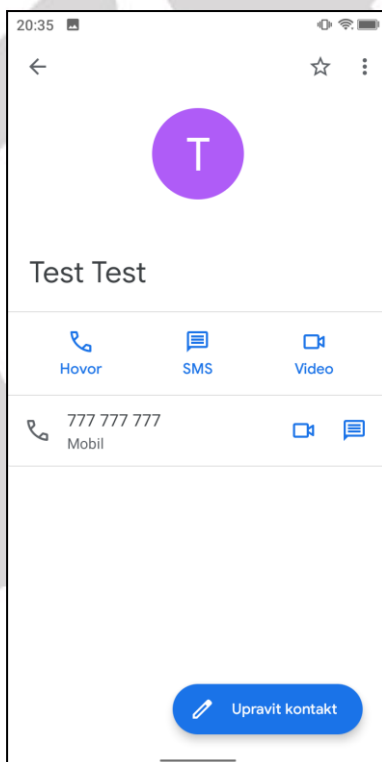 20:35
T
Test Test
Hovor SMS Video
777 777 777
Mobil
Upravit kontakt